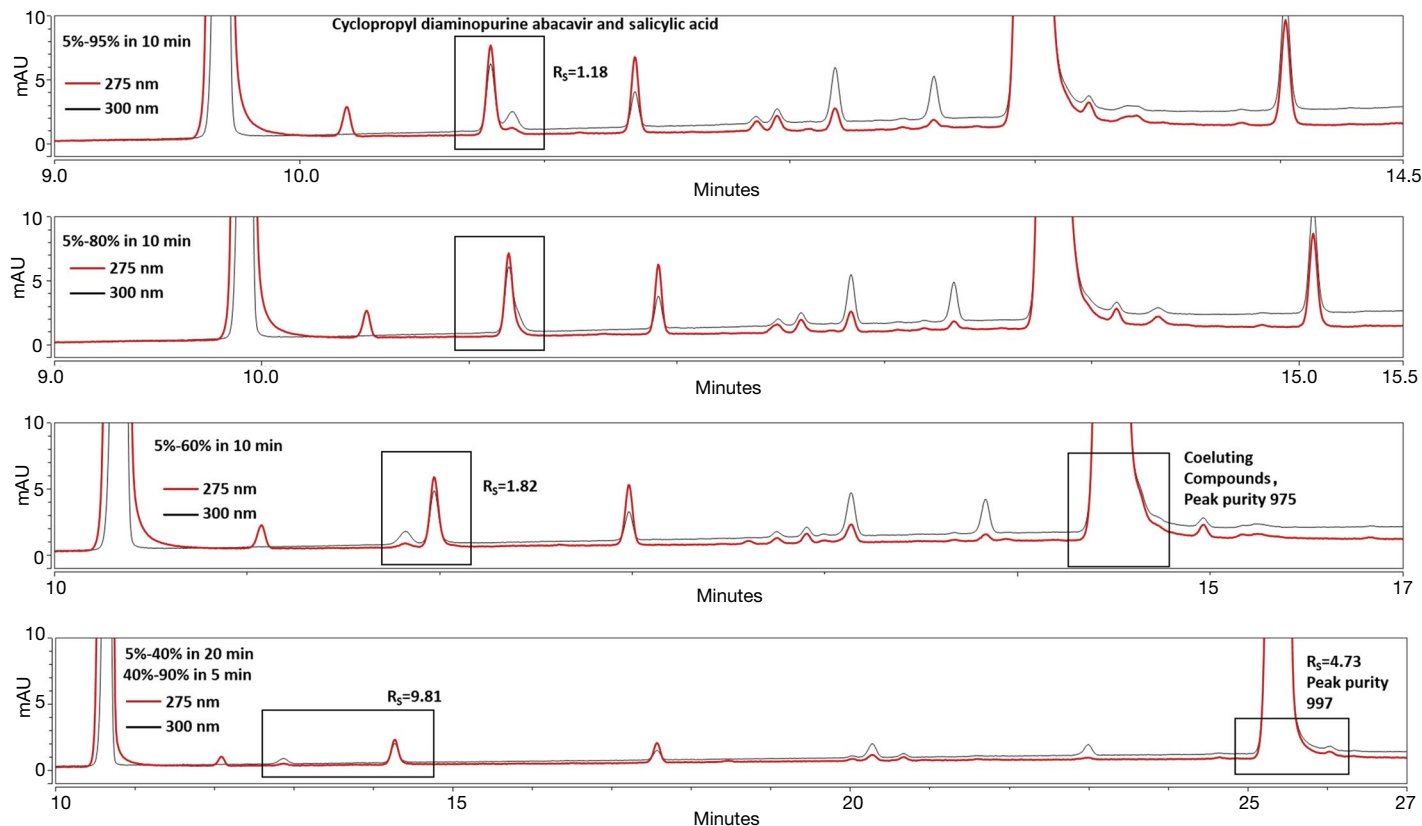 Cyclopropyl diaminopurine abacavir and salicylic acid
10
5%-95% in 10 min
RS=1.18
275 nm
300 nm
5
0
mAU
9.0
10.0
14.5
Minutes
10
5%-80% in 10 min
275 nm
300 nm
5
0
mAU
9.0
10.0
15.0
15.5
Minutes
10
5%-60% in 10 min
275 nm
300 nm
RS=1.82
Coeluting
Compounds,
Peak purity 975
5
0
mAU
10
15
17
Minutes
10
5%-40% in 20 min
40%-90% in 5 min
275 nm
300 nm
RS=9.81
RS=4.73
Peak purity
997
5
0
mAU
10
15
20
25
27
Minutes